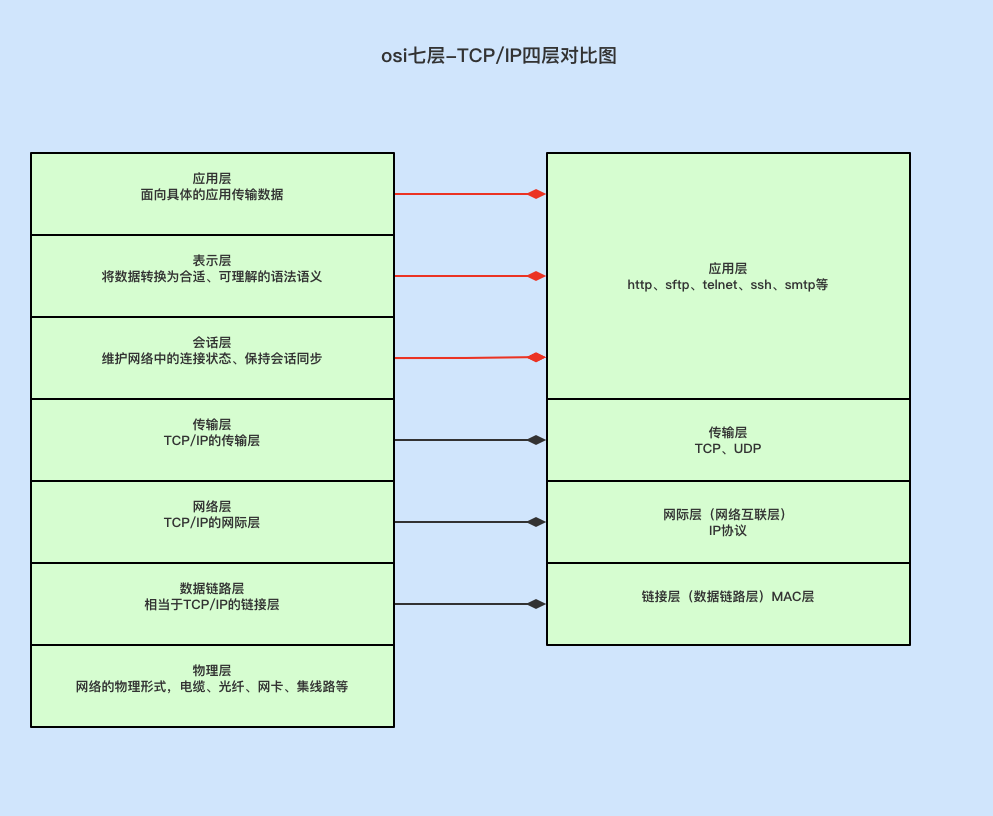 osi七层-TCP/IP四层对比图
应用层
面向具体的应用传输数据
表示层
将数据转换为合适、可理解的语法语义
会话层
维护网络中的连接状态、保持会话同步
传输层
TCP/IP的传输层
网络层
TCP/IP的网际层
数据链路层
相当于TCP/IP的链接层
物理层
网络的物理形式，电缆、光纤、网卡、集线路等
应用层
http、sftp、telnet、ssh、smtp等
传输层
TCP、UDP
网际层（网络互联层）
IP协议
链接层（数据链路层）MAC层